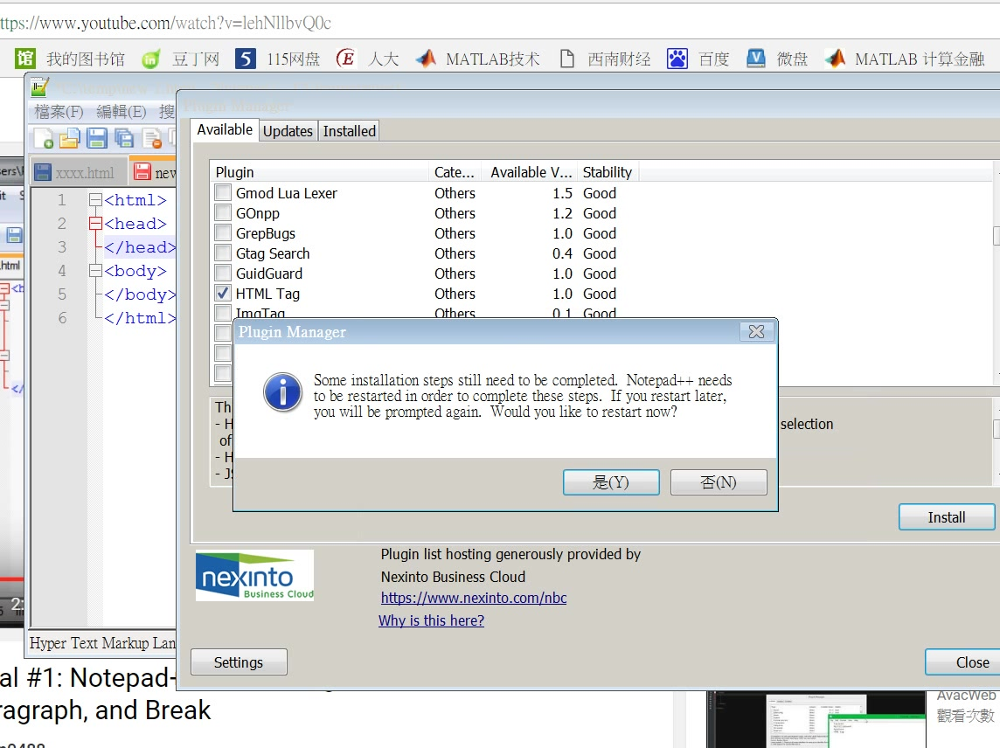 ttps://www.youtube.com/watch?v=lehNllbvQ0c
馆 我的图书馆 in 豆丁网 5 115网盘 E 人大 MATLAB技术 西南财经 百度 V 微盘 MATLAB 计算金融
檔案(F) 編輯(E) 搜
Plugin Manager
Available Updates Installed
xxxx.html new
Plugin Cate... Available V... Stability
Gmod Lua Lexer Others 1.5 Good
GOnpp Others 1.2 Good
GrepBugs Others 1.0 Good
Gtag Search Others 0.4 Good
GuidGuard Others 1.0 Good
HTML Tag Others 1.0 Good
ImgTag Others 0.1 Good
1 <html>
2 <head>
3 </head>
4 <body>
5 </body>
6 </html>
Plugin Manager
Some installation steps still need to be completed. Notepad++ needs
to be restarted in order to complete these steps. If you restart later,
you will be prompted again. Would you like to restart now?
是(Y) 否(N)
Th
- H selection
of
- H
- JS
Install
nexinto
Business Cloud
Plugin list hosting generously provided by
Nexinto Business Cloud
https://www.nexinto.com/nbc
Why is this here?
Hyper Text Markup Lan
Settings Close
al #1: Notepad-
ragraph, and Break
AvacWeb
觀看次數